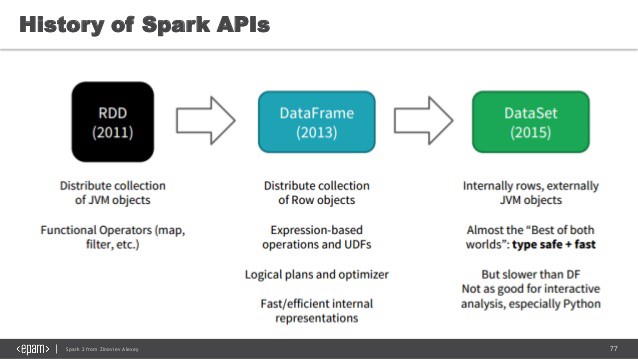 History of Spark APIs
RDD
(2011)
DataFrame
(2013)
DataSet
(2015)
Distribute collection
of JVM objects
Functional Operators (map,
filter, etc.)
Distribute collection
of Row objects
Expression-based
operations and UDFs
Logical plans and optimizer
Fast/efficient internal
representations
Internally rows, externally
JVM objects
Almost the “Best of both
worlds”: type safe + fast
But slower than DF
Not as good for interactive
analysis, especially Python
<epam> | Spark 2 from Zinoviev Alexey 77